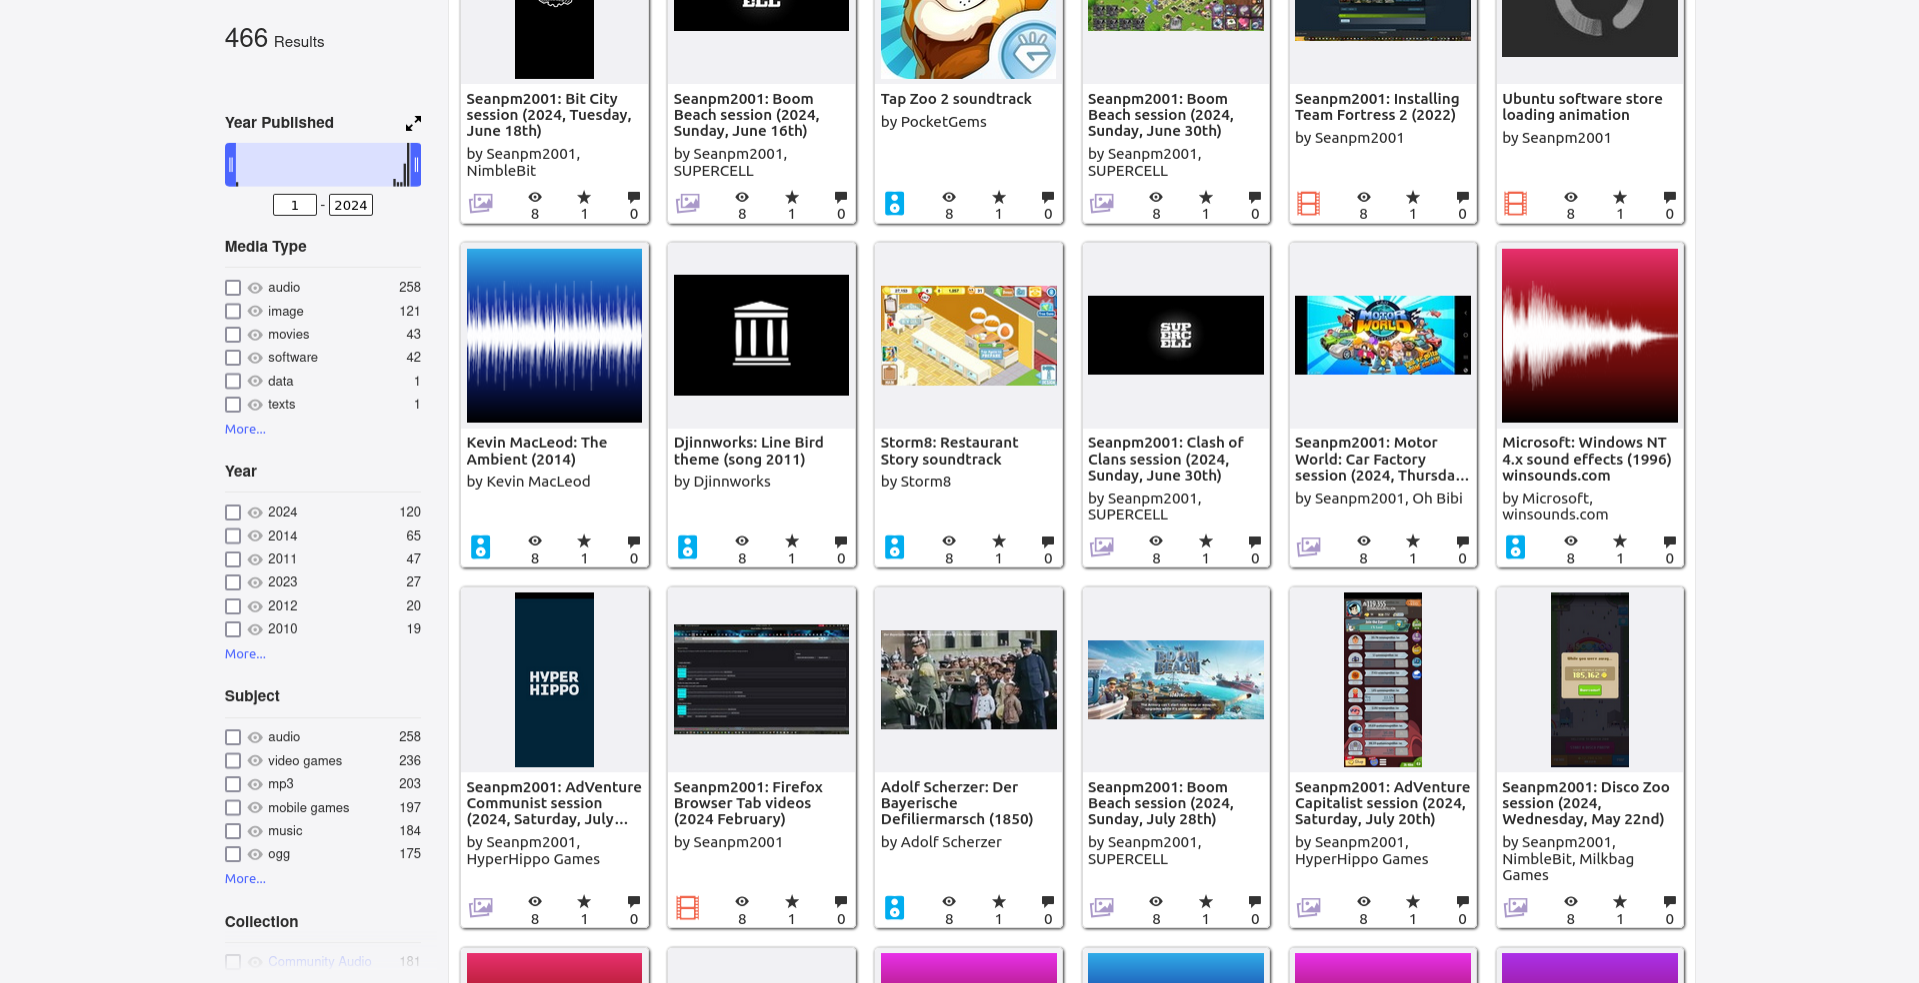 466 Results
Year Published
1 - 2024
Media Type
audio 258
image 121
movies 43
software 42
data 1
texts 1
More...
Year
2024 120
2014 65
2011 47
2023 27
2012 20
2010 19
More...
Subject
audio 258
video games 236
mp3 203
mobile games 197
music 184
ogg 175
More...
Collection
Community Audio 181
Seanpm2001: Bit City
session (2024, Tuesday,
June 18th)
by Seanpm2001,
NimbleBit
8 1 0
Seanpm2001: Boom
Beach session (2024,
Sunday, June 16th)
by Seanpm2001,
SUPERCELL
8 1 0
Tap Zoo 2 soundtrack
by PocketGems
8 1 0
Seanpm2001: Boom
Beach session (2024,
Sunday, June 30th)
by Seanpm2001,
SUPERCELL
8 1 0
Seanpm2001: Installing
Team Fortress 2 (2022)
by Seanpm2001
8 1 0
Ubuntu software store
loading animation
by Seanpm2001
8 1 0
Kevin MacLeod: The
Ambient (2014)
by Kevin MacLeod
8 1 0
Djinnworks: Line Bird
theme (song 2011)
by Djinnworks
8 1 0
Storm8: Restaurant
Story soundtrack
by Storm8
8 1 0
SUP
ERC
ELL
Seanpm2001: Clash of
Clans session (2024,
Sunday, June 30th)
by Seanpm2001,
SUPERCELL
8 1 0
MOTOR
WORLD
Seanpm2001: Motor
World: Car Factory
session (2024, Thursda...
by Seanpm2001, Oh Bibi
8 1 0
Microsoft: Windows NT
4.x sound effects (1996)
winsounds.com
by Microsoft,
winsounds.com
8 1 0
HYPER
HIPPO
Seanpm2001: AdVenture
Communist session
(2024, Saturday, July...
by Seanpm2001,
HyperHippo Games
8 1 0
Seanpm2001: Firefox
Browser Tab videos
(2024 February)
by Seanpm2001
8 1 0
Adolf Scherzer: Der
Bayerische
Defiliermarsch (1850)
by Adolf Scherzer
8 1 0
BOOM
BEACH
Seanpm2001: Boom
Beach session (2024,
Sunday, July 28th)
by Seanpm2001,
SUPERCELL
8 1 0
Seanpm2001: AdVenture
Capitalist session (2024,
Saturday, July 20th)
by Seanpm2001,
HyperHippo Games
8 1 0
185,162
Seanpm2001: Disco Zoo
session (2024,
Wednesday, May 22nd)
by Seanpm2001,
NimbleBit, Milkbag
Games
8 1 0